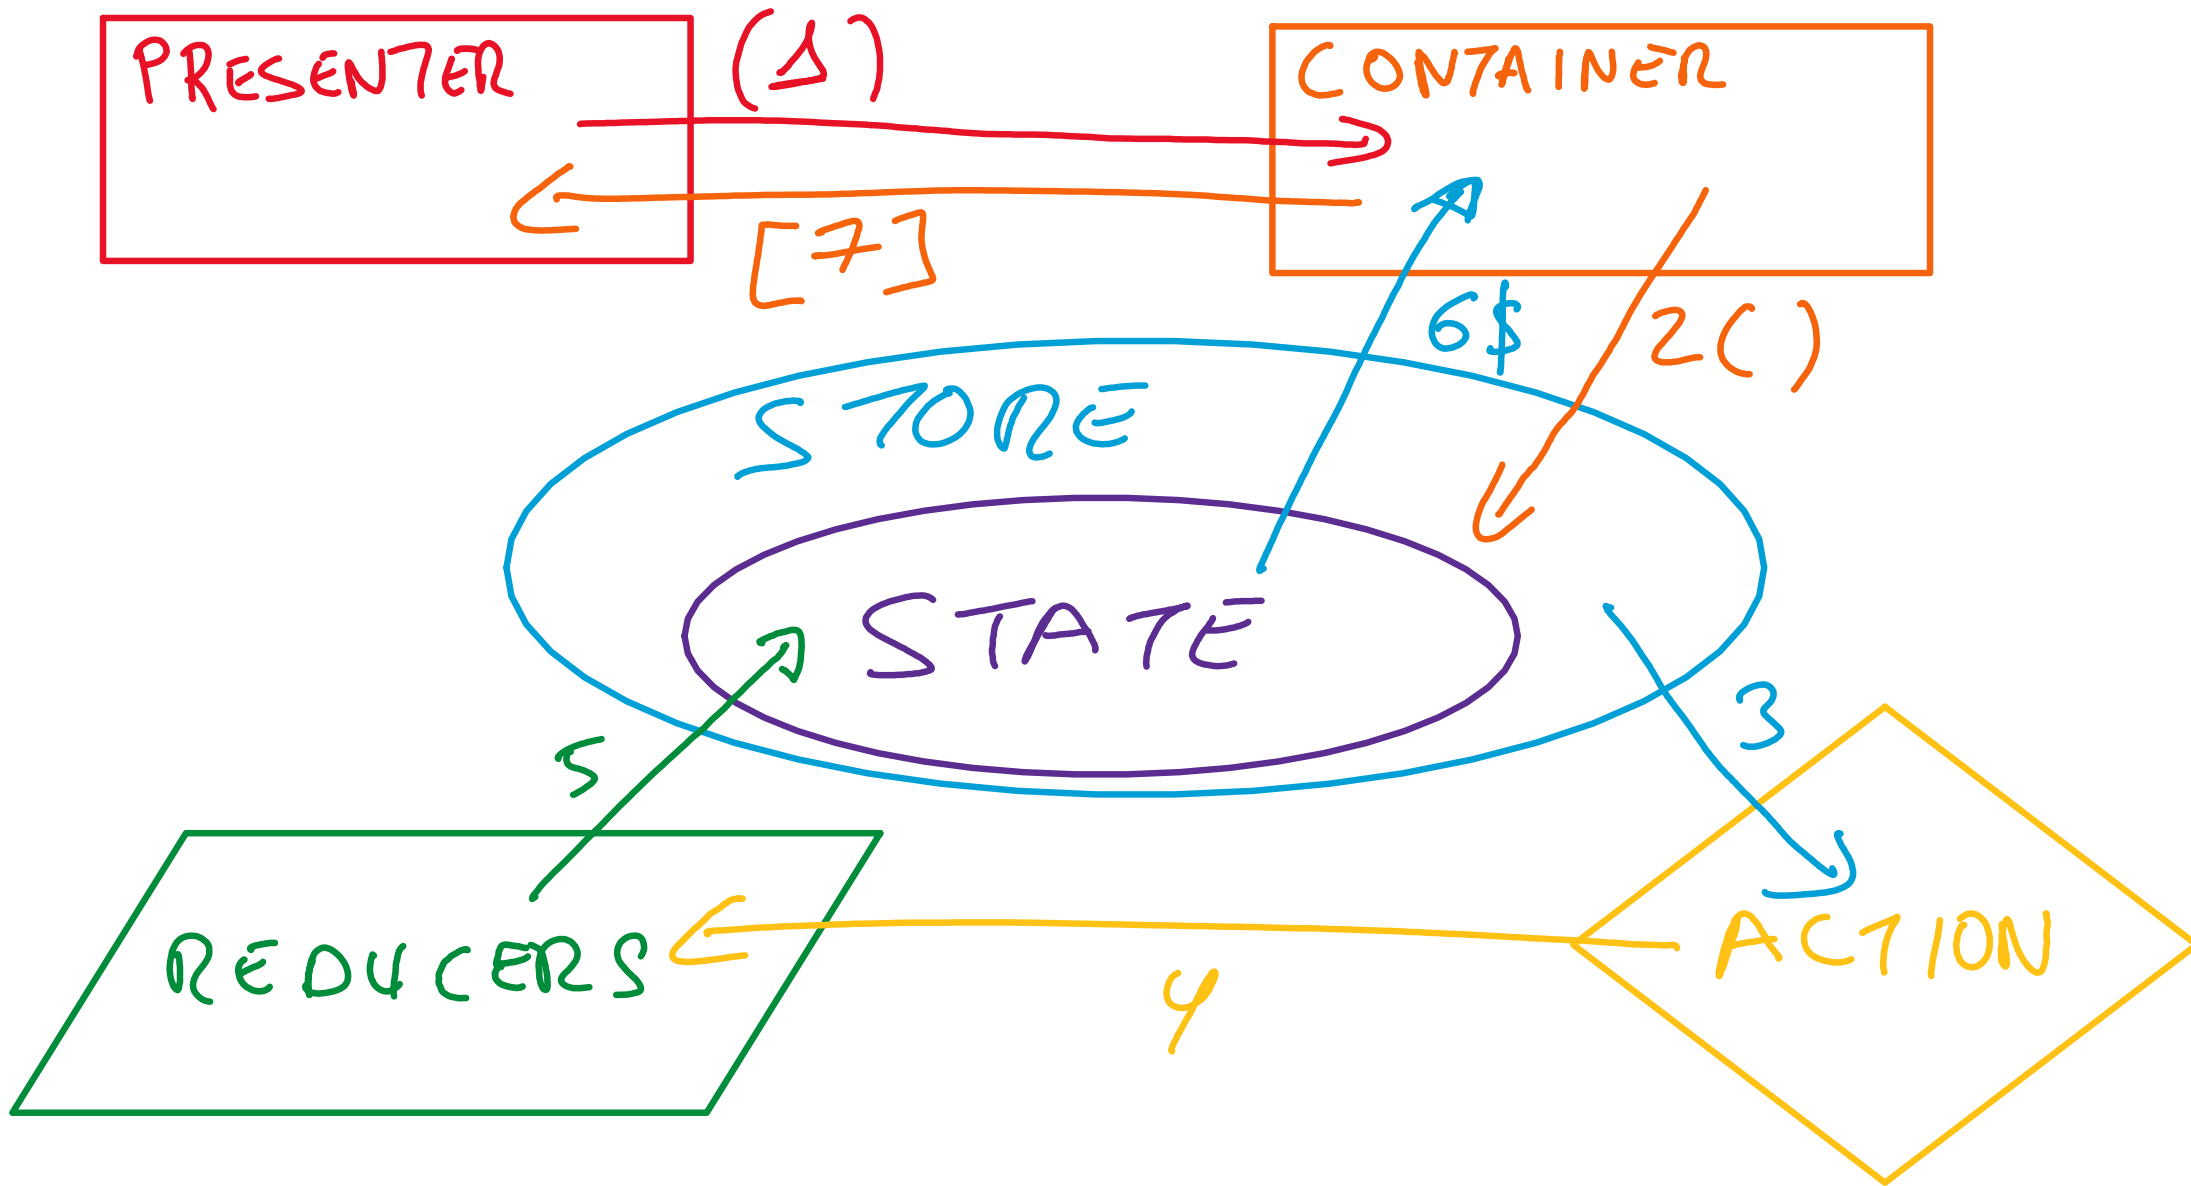 PRESENTER
(1)
CONTAINER
[7]
6$
2()
STORE
STATE
3
5
REDUCERS
ACTION
4